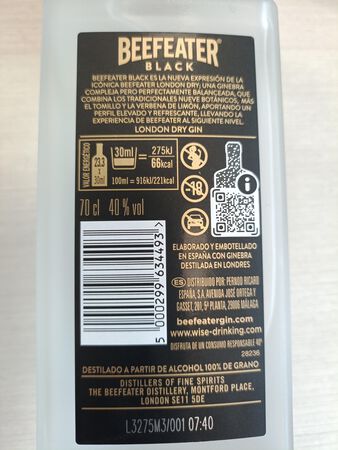 BEEFEATER
BLACK
BEEFEATER BLACK ES LA NUEVA EXPRESIÓN DE LA
ICÓNICA BEEFEATER LONDON DRY; UNA GINEBRA
COMPLEJA PERO PERFECTAMENTE BALANCEADA, QUE
COMBINA LOS TRADICIONALES NUEVE BOTÁNICOS, MÁS
EL TOMILLO Y LA VERBENA DE LIMÓN, APORTANDO UN
PERFIL ELEVADO Y REFRESCANTE, LLEVANDO LA
EXPERIENCIA DE BEEFEATER AL SIGUIENTE NIVEL.
LONDON DRY GIN
VALOR ENERGÉTICO
30ml = 275kJ
66kcal
100ml = 916kJ/221kcal
-18
70 cl 40% vol
5 000299 634493 >
ELABORADO Y EMBOTELLADO
EN ESPAÑA CON GINEBRA
DESTILADA EN LONDRES
ES DISTRIBUIDO POR: PERNOD RICARD
ESPAÑA, S.A. AVENIDA JOSÉ ORTEGA Y
GASSET, 201, 5ª PLANTA, 29006 MÁLAGA
beefeatergin.com
www.wise-drinking.com
DISFRUTA DE UN CONSUMO RESPONSABLE 40º
28236
DESTILADO A PARTIR DE ALCOHOL 100% DE GRANO
DISTILLERS OF FINE SPIRITS
THE BEEFEATER DISTILLERY, MONTFORD PLACE,
LONDON SE11 5DE
L3275M3/001 07:40